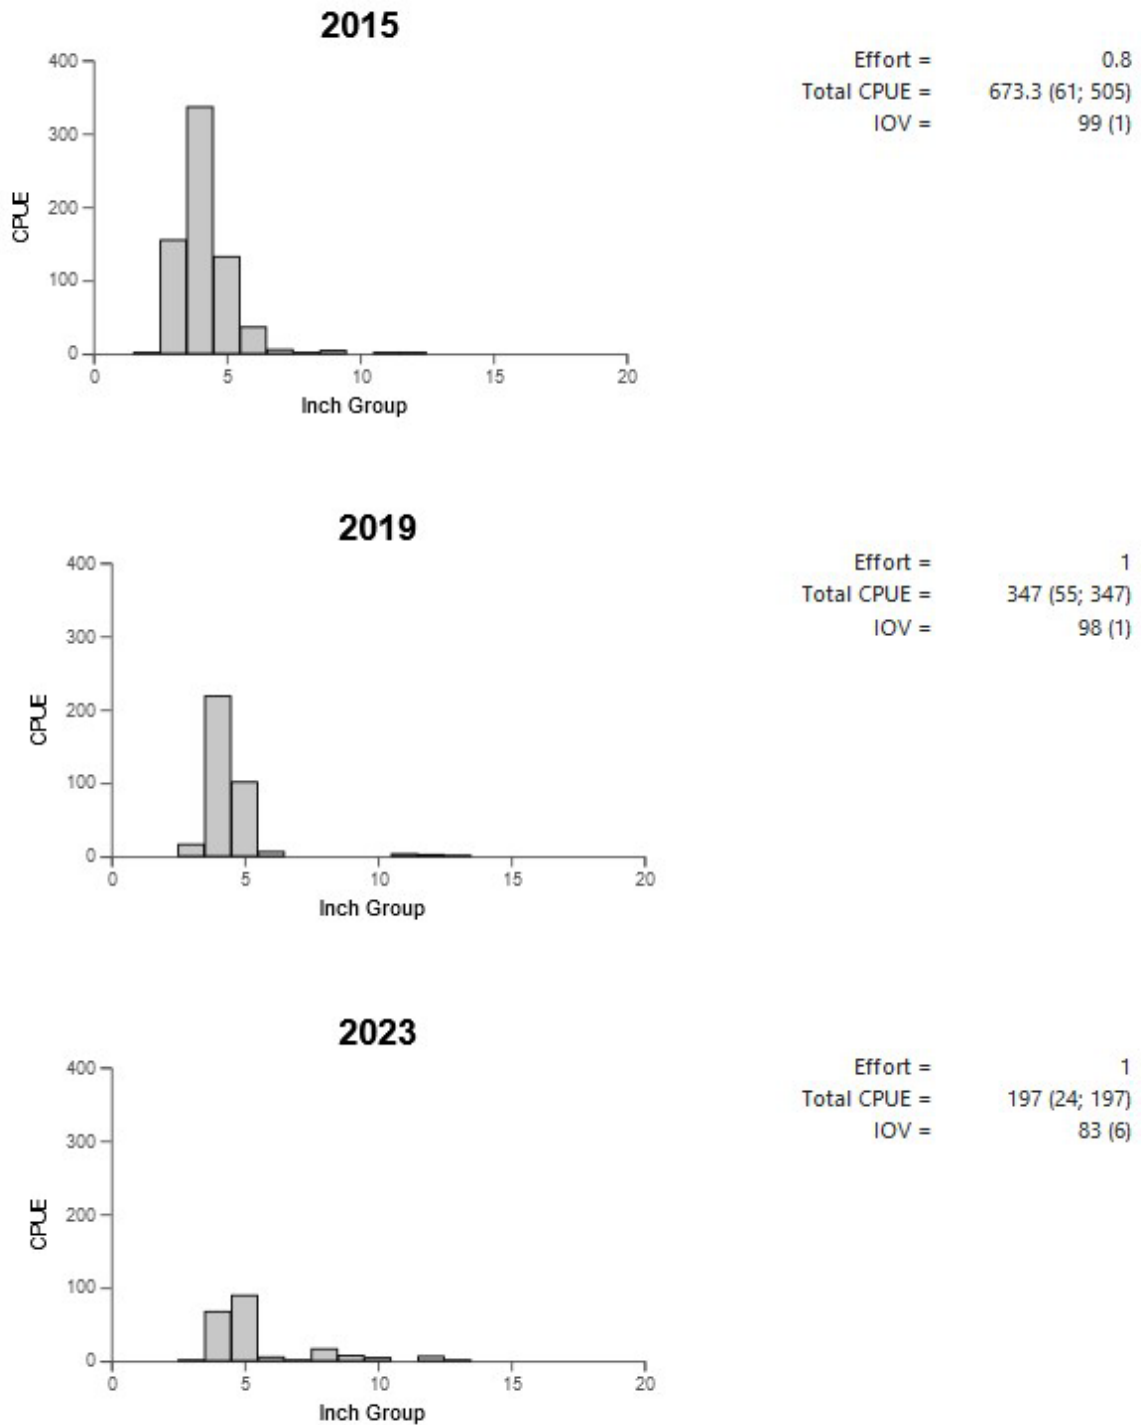 2015
400
300
200
100
0
CPUE
0 5 10 15 20
Inch Group
Effort = 0.8
Total CPUE = 673.3 (61; 505)
IOV = 99 (1)
2019
400
300
200
100
0
CPUE
0 5 10 15 20
Inch Group
Effort = 1
Total CPUE = 347 (55; 347)
IOV = 98 (1)
2023
400
300
200
100
0
CPUE
0 5 10 15 20
Inch Group
Effort = 1
Total CPUE = 197 (24; 197)
IOV = 83 (6)